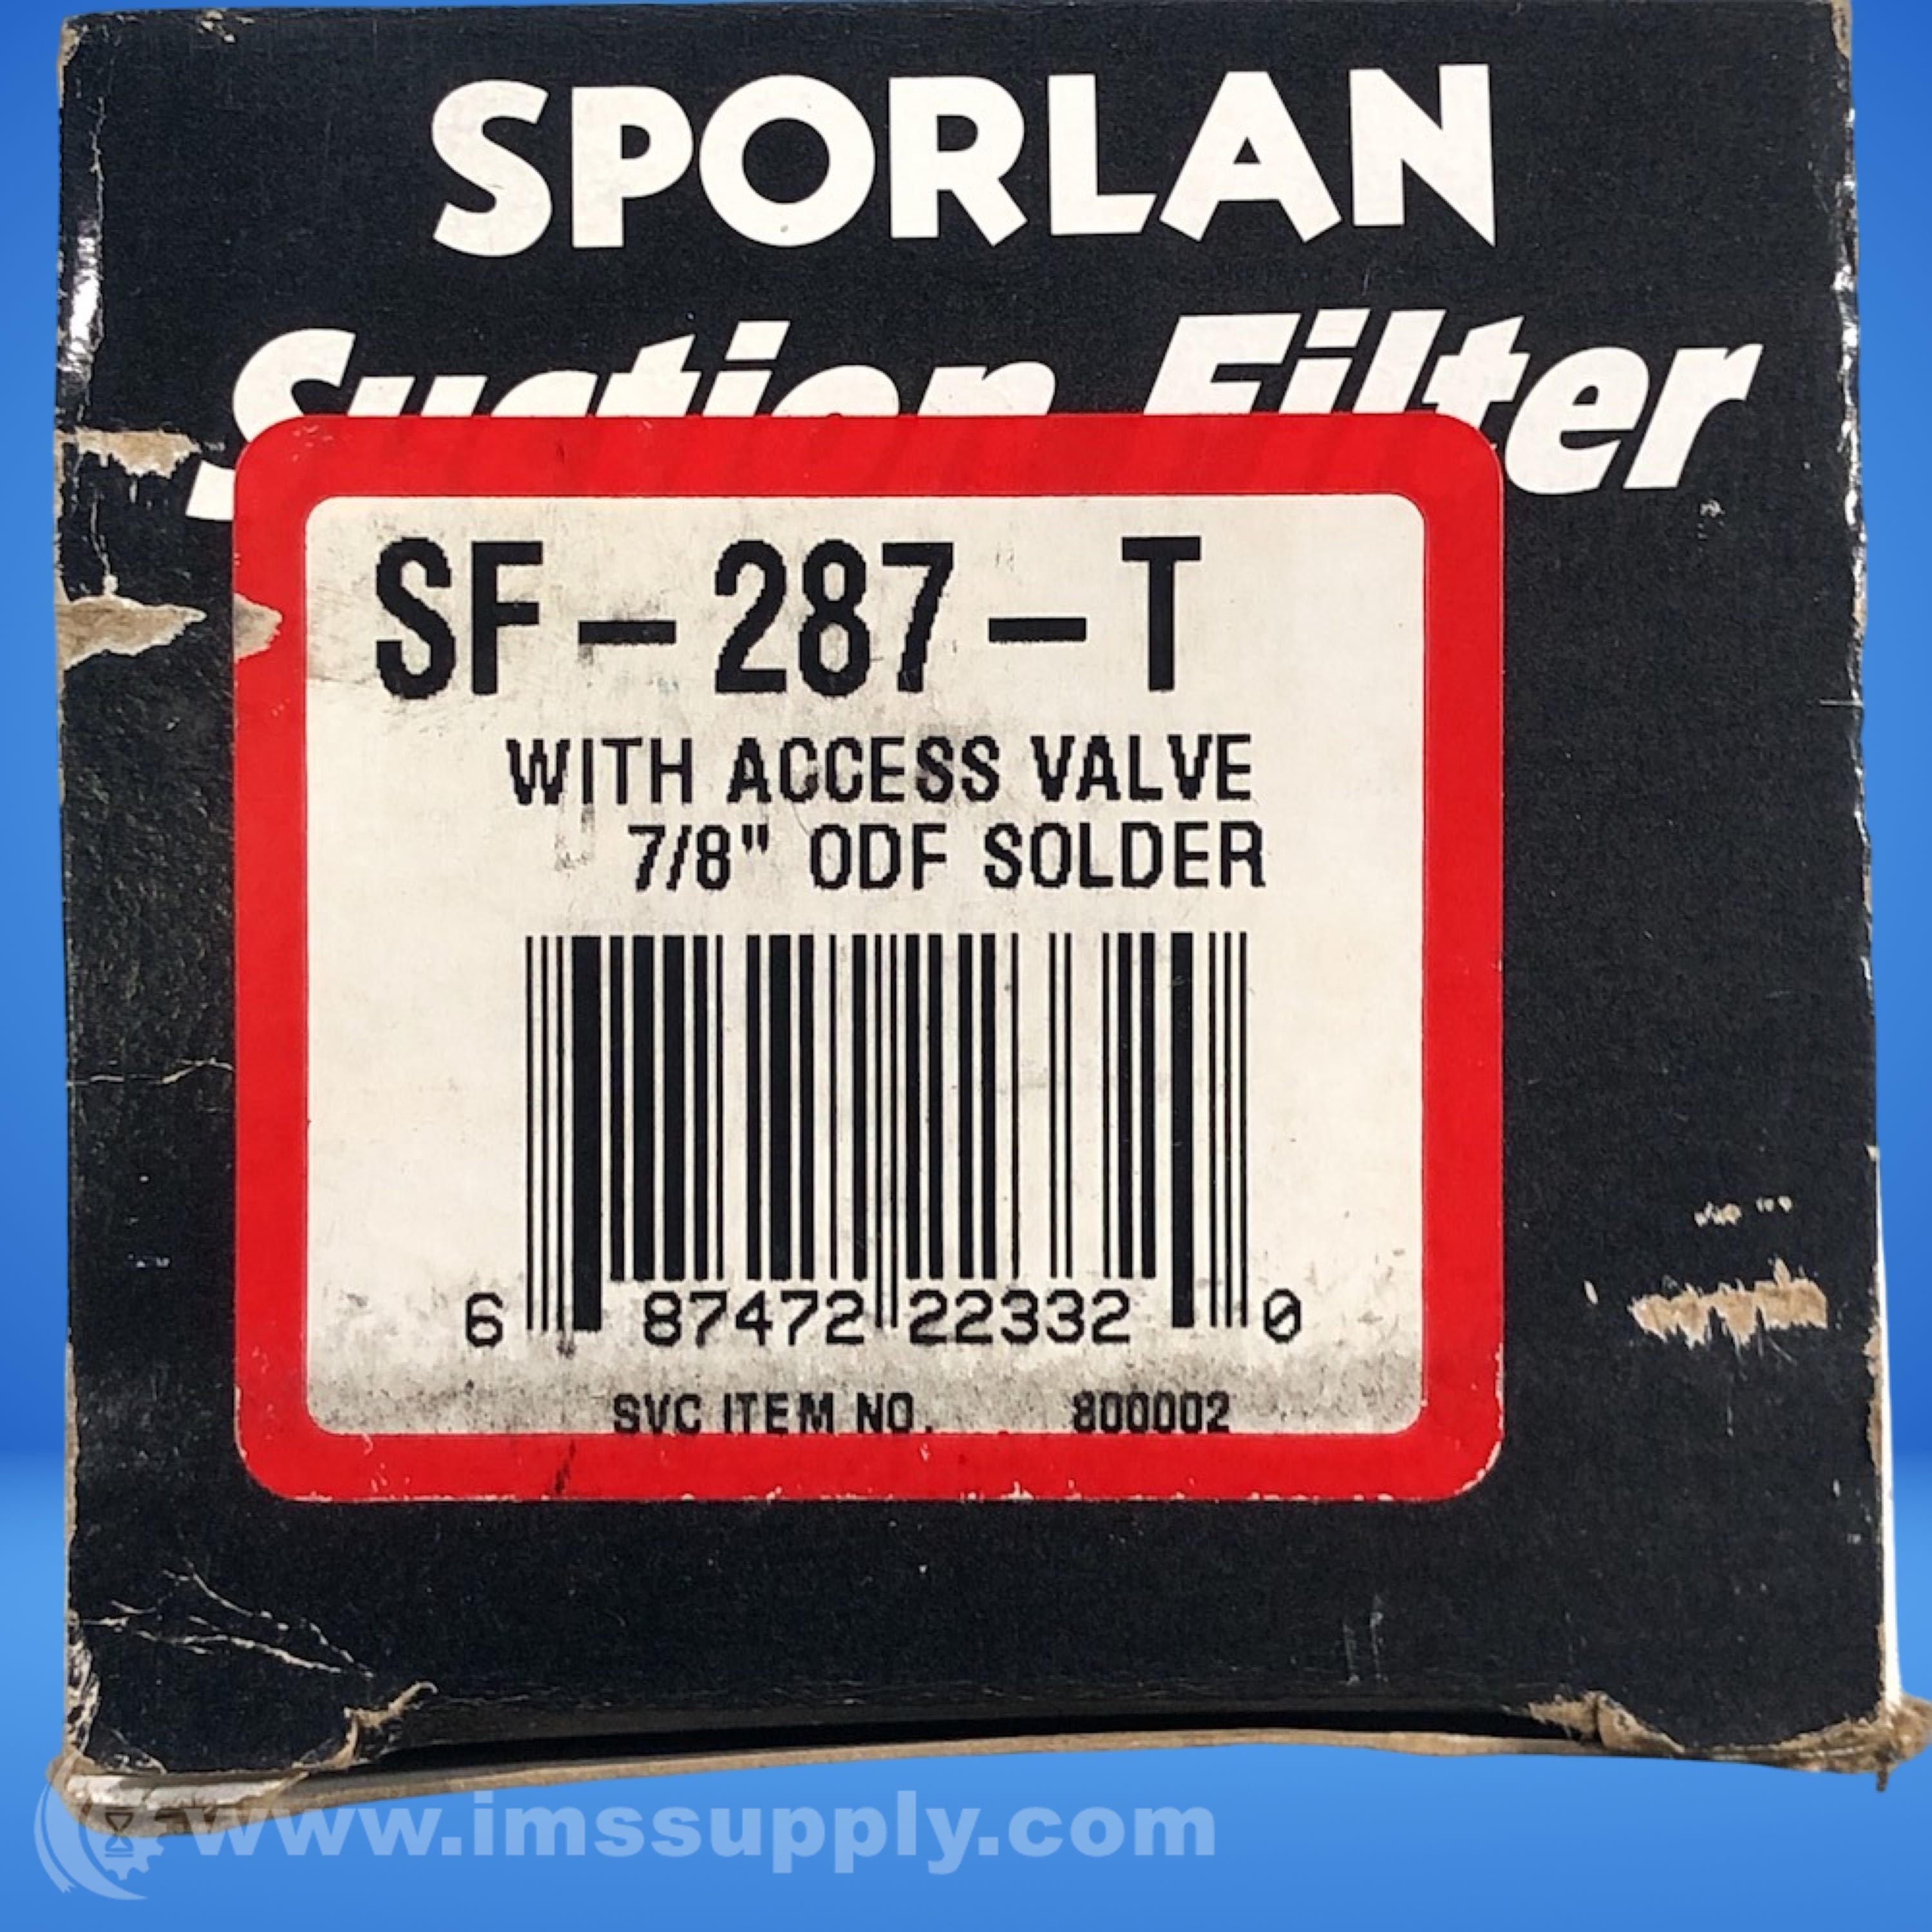 SPORLAN
Suction Filter
SF-287-T
WITH ACCESS VALVE
7/8" ODF SOLDER
6 87472 22332 0
SVC ITEM NO. 800002
www.imssupply.com